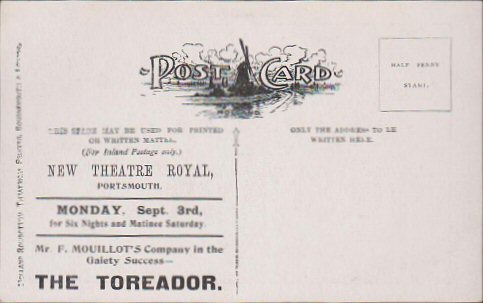 POST CARD
HALF PENNY
STAMP.
THIS SPACE MAY BE USED FOR PRINTED
OR WRITTEN MATTER.
(For Inland Postage only.)
ONLY THE ADDRESS TO BE
WRITTEN HERE.
NEW THEATRE ROYAL,
PORTSMOUTH.
MONDAY, Sept. 3rd,
for Six Nights and Matinee Saturday.
Mr. F. MOUILLOT'S Company in the
Gaiety Success—
THE TOREADOR.